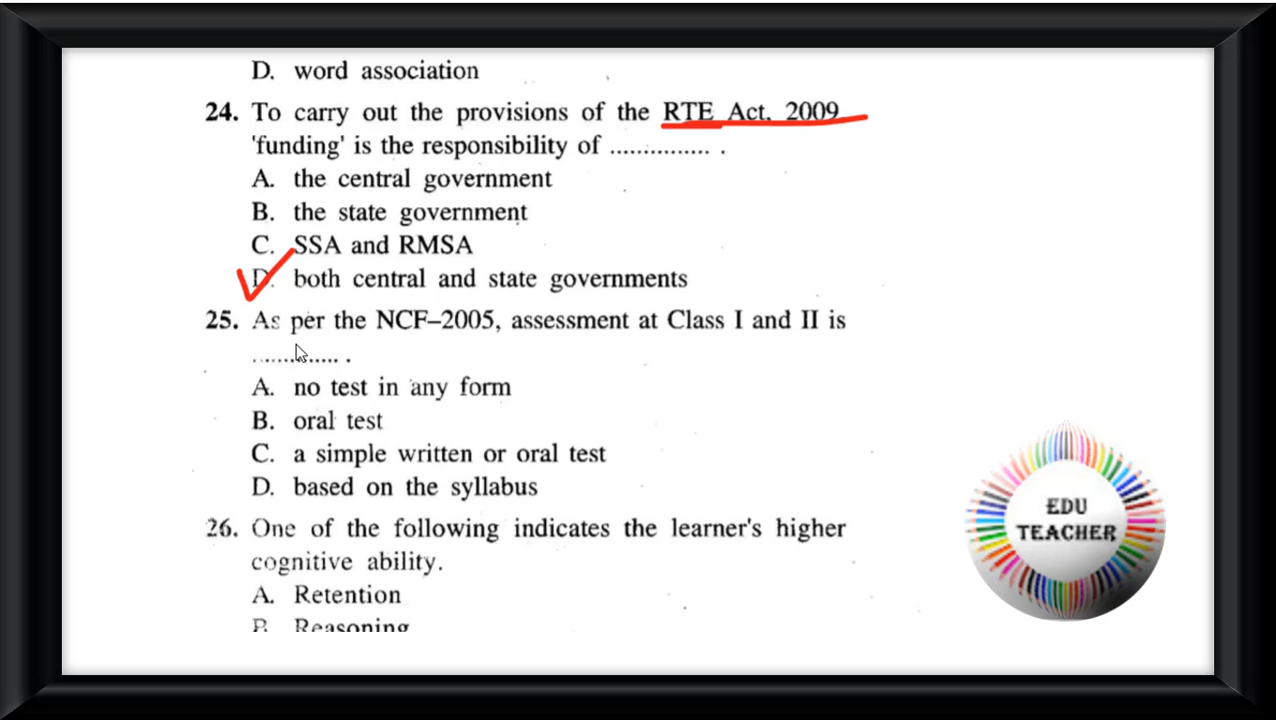 D. word association
24. To carry out the provisions of the RTE Act, 2009
'funding' is the responsibility of ............... .
A. the central government
B. the state government
C. SSA and RMSA
D. both central and state governments
25. As per the NCF–2005, assessment at Class I and II is
............. .
A. no test in any form
B. oral test
C. a simple written or oral test
D. based on the syllabus
26. One of the following indicates the learner's higher
cognitive ability.
A. Retention
B. Reasoning
EDU
TEACHER